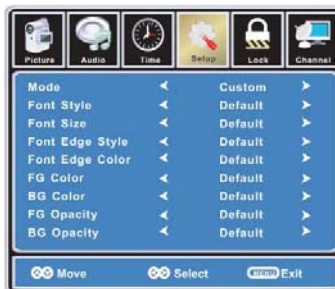 Picture Audio Time Setup Lock Channel
Mode Custom
Font Style Default
Font Size Default
Font Edge Style Default
Font Edge Color Default
FG Color Default
BG Color Default
FG Opacity Default
BG Opacity Default
Move Select MENU Exit